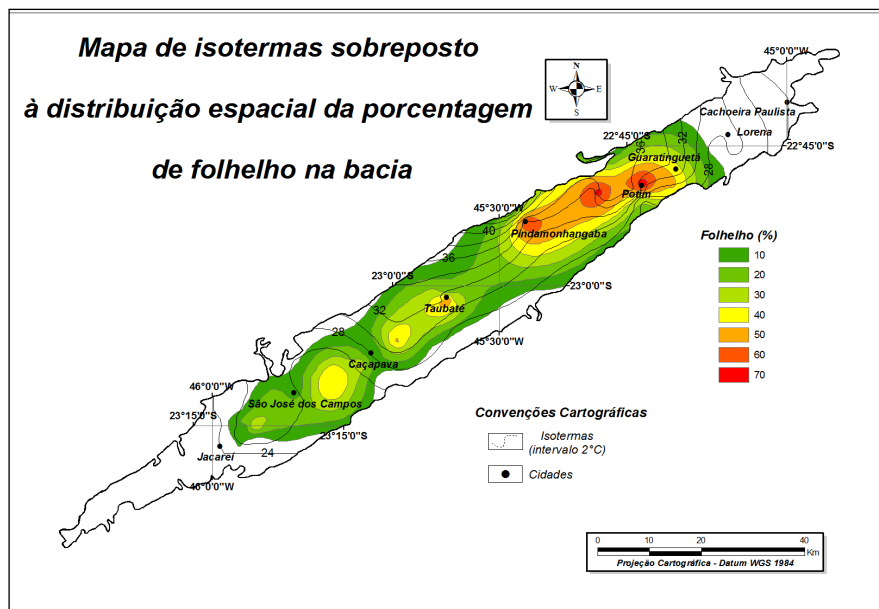 Mapa de isotermas sobreposto
à distribuição espacial da porcentagem
de folhelho na bacia
N
W
E
S
45°0'0"W
Cachoeira Paulista
Lorena
22°45'0"S
22°45'0"S
36
32
28
Guaratinguetá
Potim
45°30'0"W
40
Pindamonhangaba
36
23°0'0"S
23°0'0"S
32
Taubaté
28
45°30'0"W
Caçapava
46°0'0"W
São José dos Campos
23°15'0"S
23°15'0"S
Jacareí
24
46°0'0"W
Folhelho (%)
10
20
30
40
50
60
70
Convenções Cartográficas
Isotermas
(intervalo 2°C)
Cidades
0 10 20 40
Km
Projeção Cartográfica - Datum WGS 1984